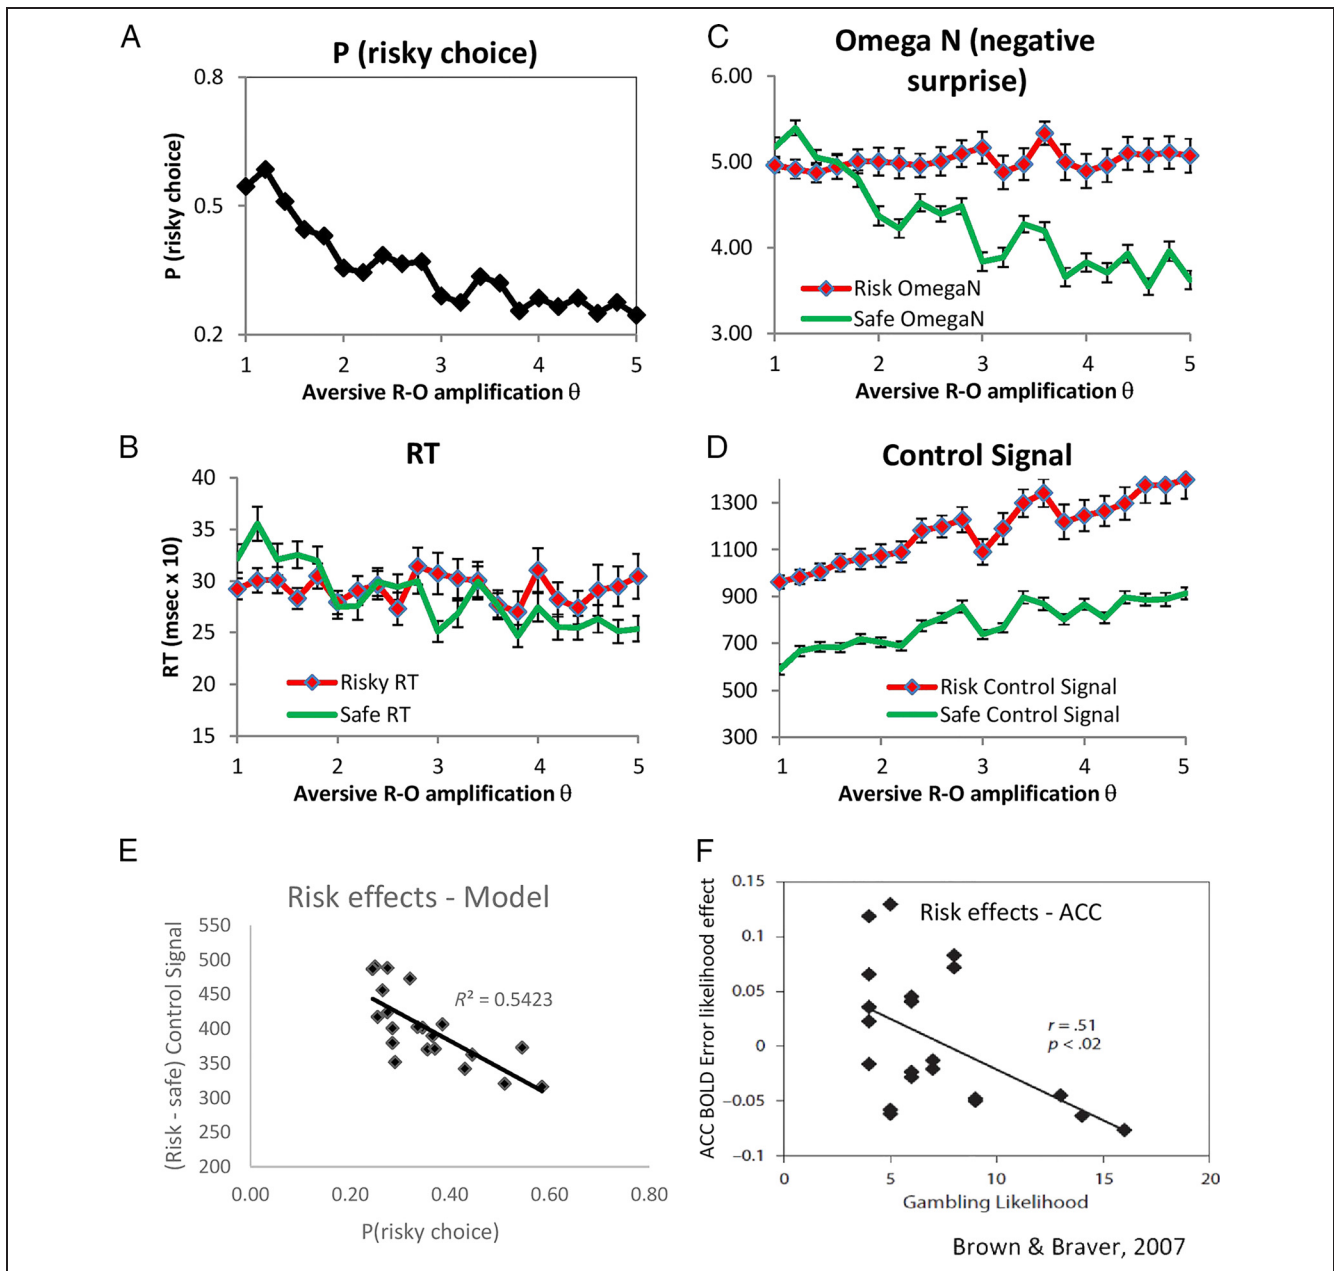 A
P (risky choice)
P (risky choice)
0.8
0.5
0.2
1 2 3 4 5
Aversive R-O amplification θ
C
Omega N (negative
surprise)
6.00
5.00
4.00
3.00
Risk OmegaN
Safe OmegaN
1 2 3 4 5
Aversive R-O amplification θ
B
RT
RT (msec x 10)
40
35
30
25
20
15
Risky RT
Safe RT
1 2 3 4 5
Aversive R-O amplification θ
D
Control Signal
1300
1100
900
700
500
300
Risk Control Signal
Safe Control Signal
1 2 3 4 5
Aversive R-O amplification θ
E
Risk effects - Model
(Risk - safe) Control Signal
550
500
450
400
350
300
250
200
R² = 0.5423
0.00 0.20 0.40 0.60 0.80
P(risky choice)
F
Risk effects - ACC
ACC BOLD Error likelihood effect
0.15
0.1
0.05
0
−0.05
−0.1
r = .51
p < .02
0 5 10 15 20
Gambling Likelihood
Brown & Braver, 2007